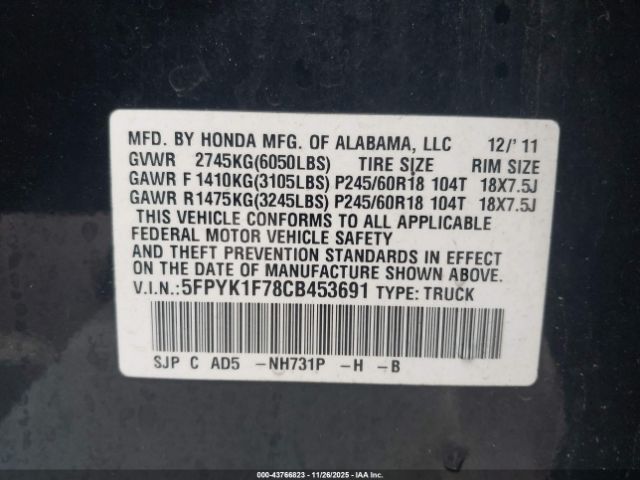 MFD. BY HONDA MFG. OF ALABAMA, LLC 12/' 11
GVWR 2745KG(6050LBS) TIRE SIZE RIM SIZE
GAWR F 1410KG(3105LBS) P245/60R18 104T 18X7.5J
GAWR R 1475KG(3245LBS) P245/60R18 104T 18X7.5J
THIS VEHICLE CONFORMS TO ALL APPLICABLE
FEDERAL MOTOR VEHICLE SAFETY
AND THEFT PREVENTION STANDARDS IN EFFECT
ON THE DATE OF MANUFACTURE SHOWN ABOVE.
V.I.N.:5FPYK1F78CB453691 TYPE: TRUCK
SJP C AD5 -NH731P -H -B
000-43766823 - 11/26/2025 - IAAI.COM